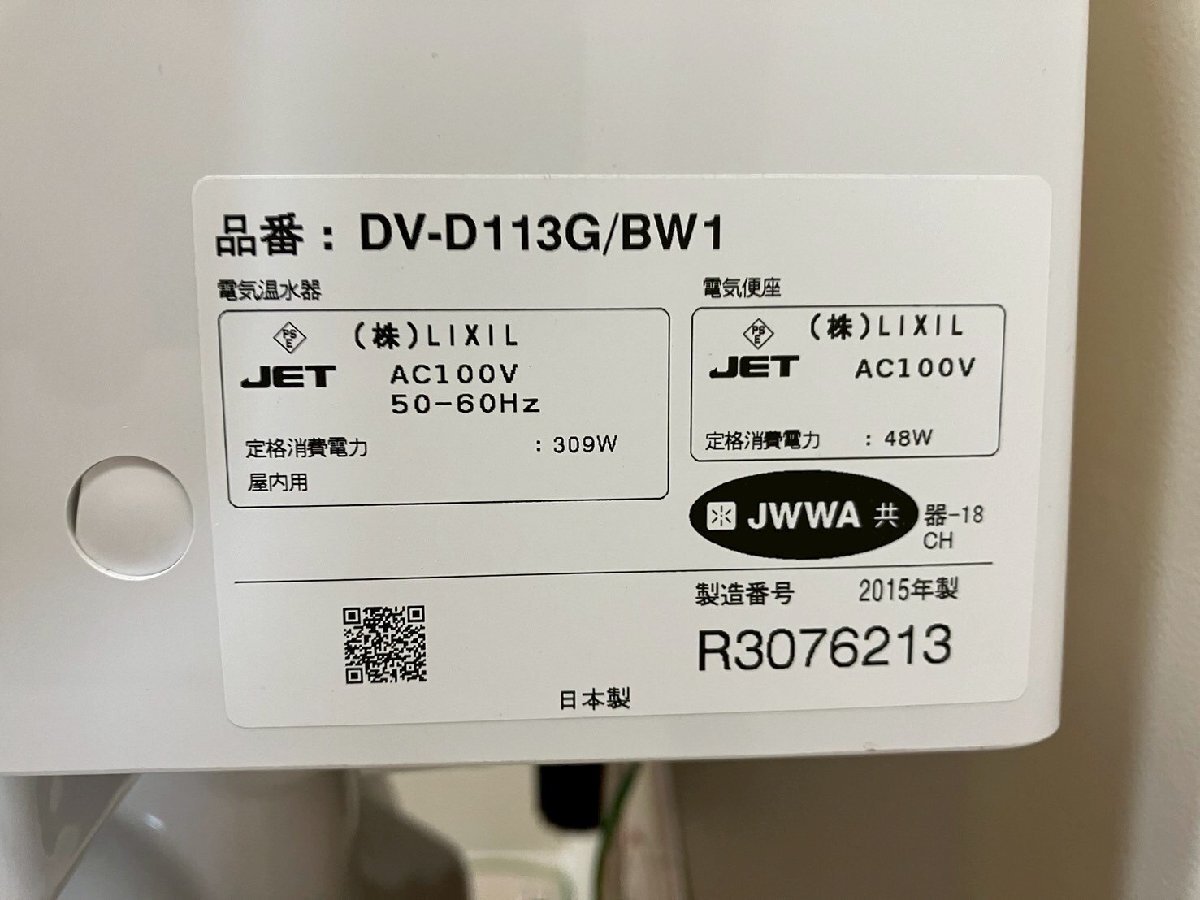 品番：DV-D113G/BW1
電気温水器
PSE (株)LIXIL
JET AC100V
50-60Hz
定格消費電力 : 309W
屋内用
電気便座
PSE (株)LIXIL
JET AC100V
定格消費電力 : 48W
JWWA 共 器-18
CH
製造番号 2015年製
R3076213
日本製